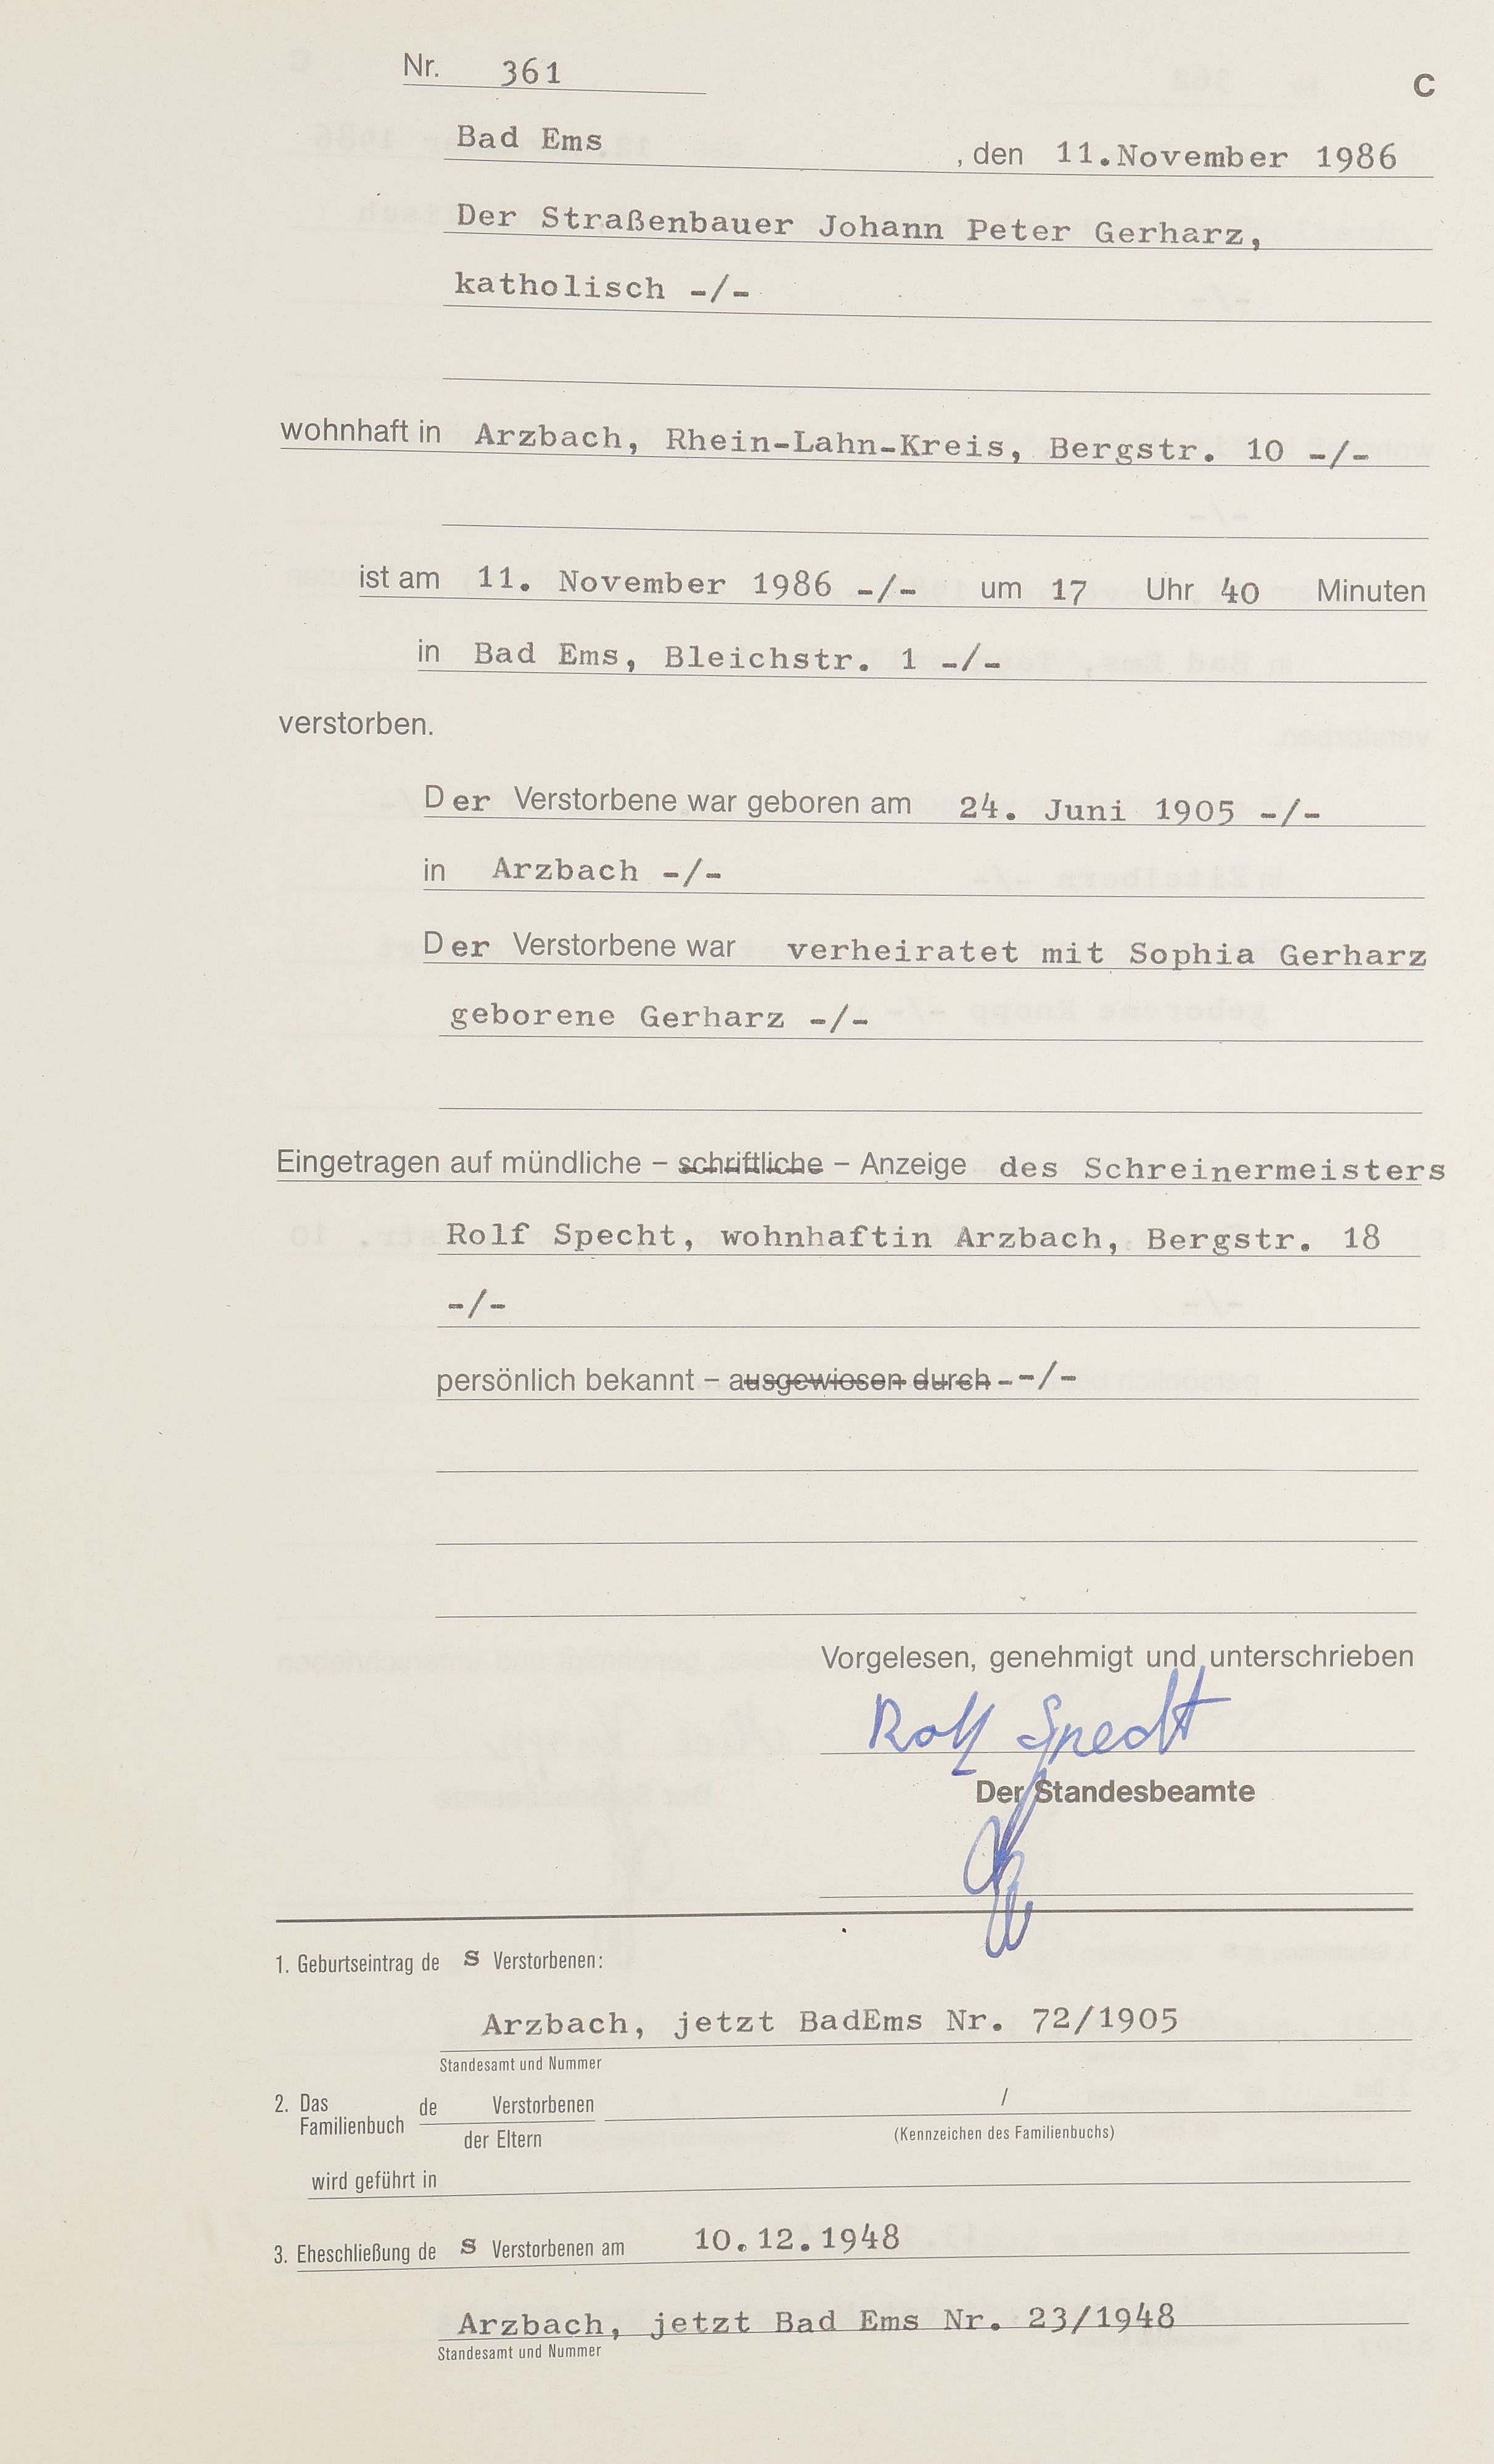 Nr. 361
C
Bad Ems , den 11.November 1986
Der Straßenbauer Johann Peter Gerharz,
katholisch -/-
wohnhaft in Arzbach, Rhein-Lahn-Kreis, Bergstr. 10 -/-
ist am 11. November 1986 -/- um 17 Uhr 40 Minuten
in Bad Ems, Bleichstr. 1 -/-
verstorben.
Der Verstorbene war geboren am 24. Juni 1905 -/-
in Arzbach -/-
Der Verstorbene war verheiratet mit Sophia Gerharz
geborene Gerharz -/-
Eingetragen auf mündliche – schriftliche – Anzeige des Schreinermeisters
Rolf Specht, wohnhaftin Arzbach, Bergstr. 18
-/-
persönlich bekannt – ausgewiesen durch - -/-
Vorgelesen, genehmigt und unterschrieben
Rolf Specht
Der Standesbeamte
1. Geburtseintrag de s Verstorbenen:
Arzbach, jetzt BadEms Nr. 72/1905
Standesamt und Nummer
2. Das Familienbuch de Verstorbenen /
der Eltern (Kennzeichen des Familienbuchs)
wird geführt in
3. Eheschließung de s Verstorbenen am 10.12.1948
Arzbach, jetzt Bad Ems Nr. 23/1948
Standesamt und Nummer